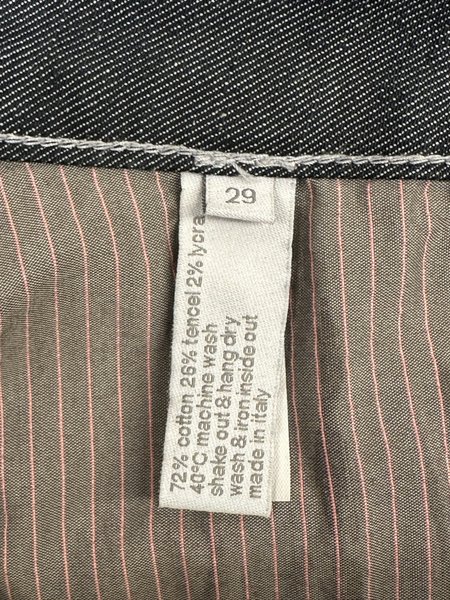 29
72% cotton 26% tencel 2% lycra
40°C machine wash
shake out & hang dry
wash & iron inside out
made in italy